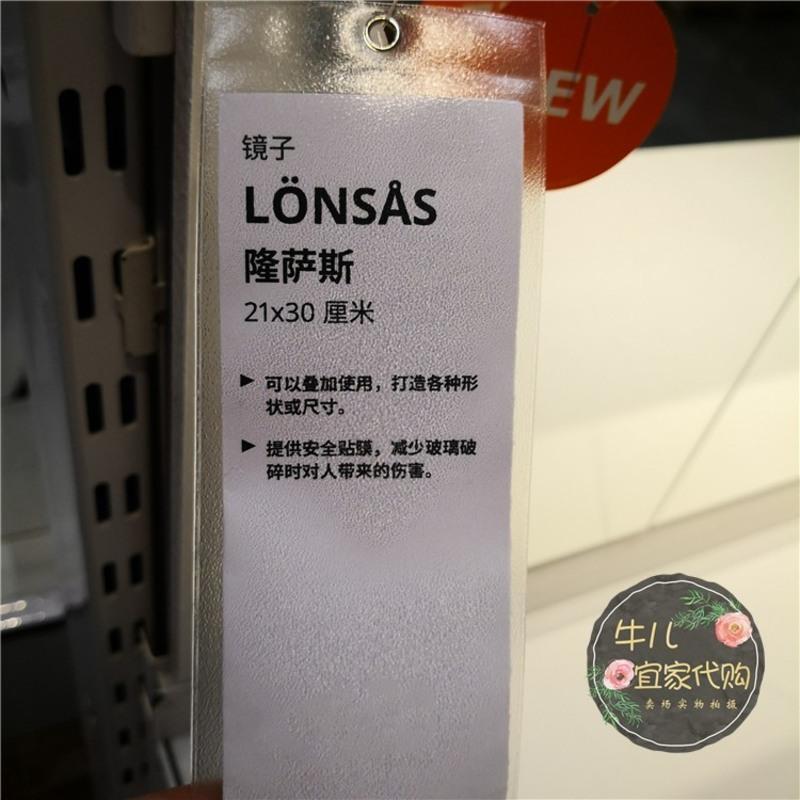 EW
镜子
LÖNSÅS
隆萨斯
21x30 厘米
▶ 可以叠加使用，打造各种形
状或尺寸。
▶ 提供安全贴膜，减少玻璃破
碎时对人带来的伤害。
牛儿
宜家代购
卖场实物拍摄